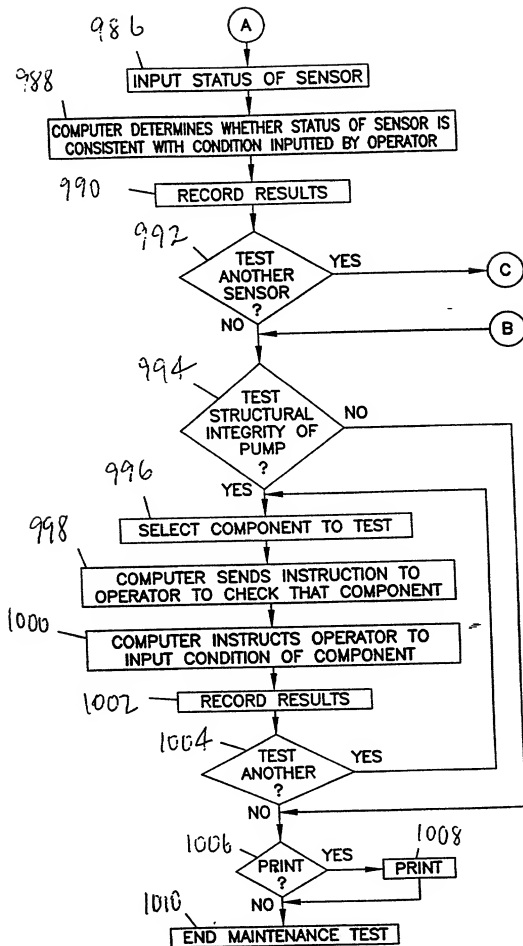 986
A
INPUT STATUS OF SENSOR
988
COMPUTER DETERMINES WHETHER STATUS OF SENSOR IS
CONSISTENT WITH CONDITION INPUTTED BY OPERATOR
990
RECORD RESULTS
992
TEST
ANOTHER
SENSOR
?
YES
C
NO
B
994
TEST
STRUCTURAL
INTEGRITY OF
PUMP
?
NO
YES
996
SELECT COMPONENT TO TEST
998
COMPUTER SENDS INSTRUCTION TO
OPERATOR TO CHECK THAT COMPONENT
1000
COMPUTER INSTRUCTS OPERATOR TO
INPUT CONDITION OF COMPONENT
1002
RECORD RESULTS
1004
TEST
ANOTHER
?
YES
NO
1006
PRINT
?
YES
1008
PRINT
NO
1010
END MAINTENANCE TEST